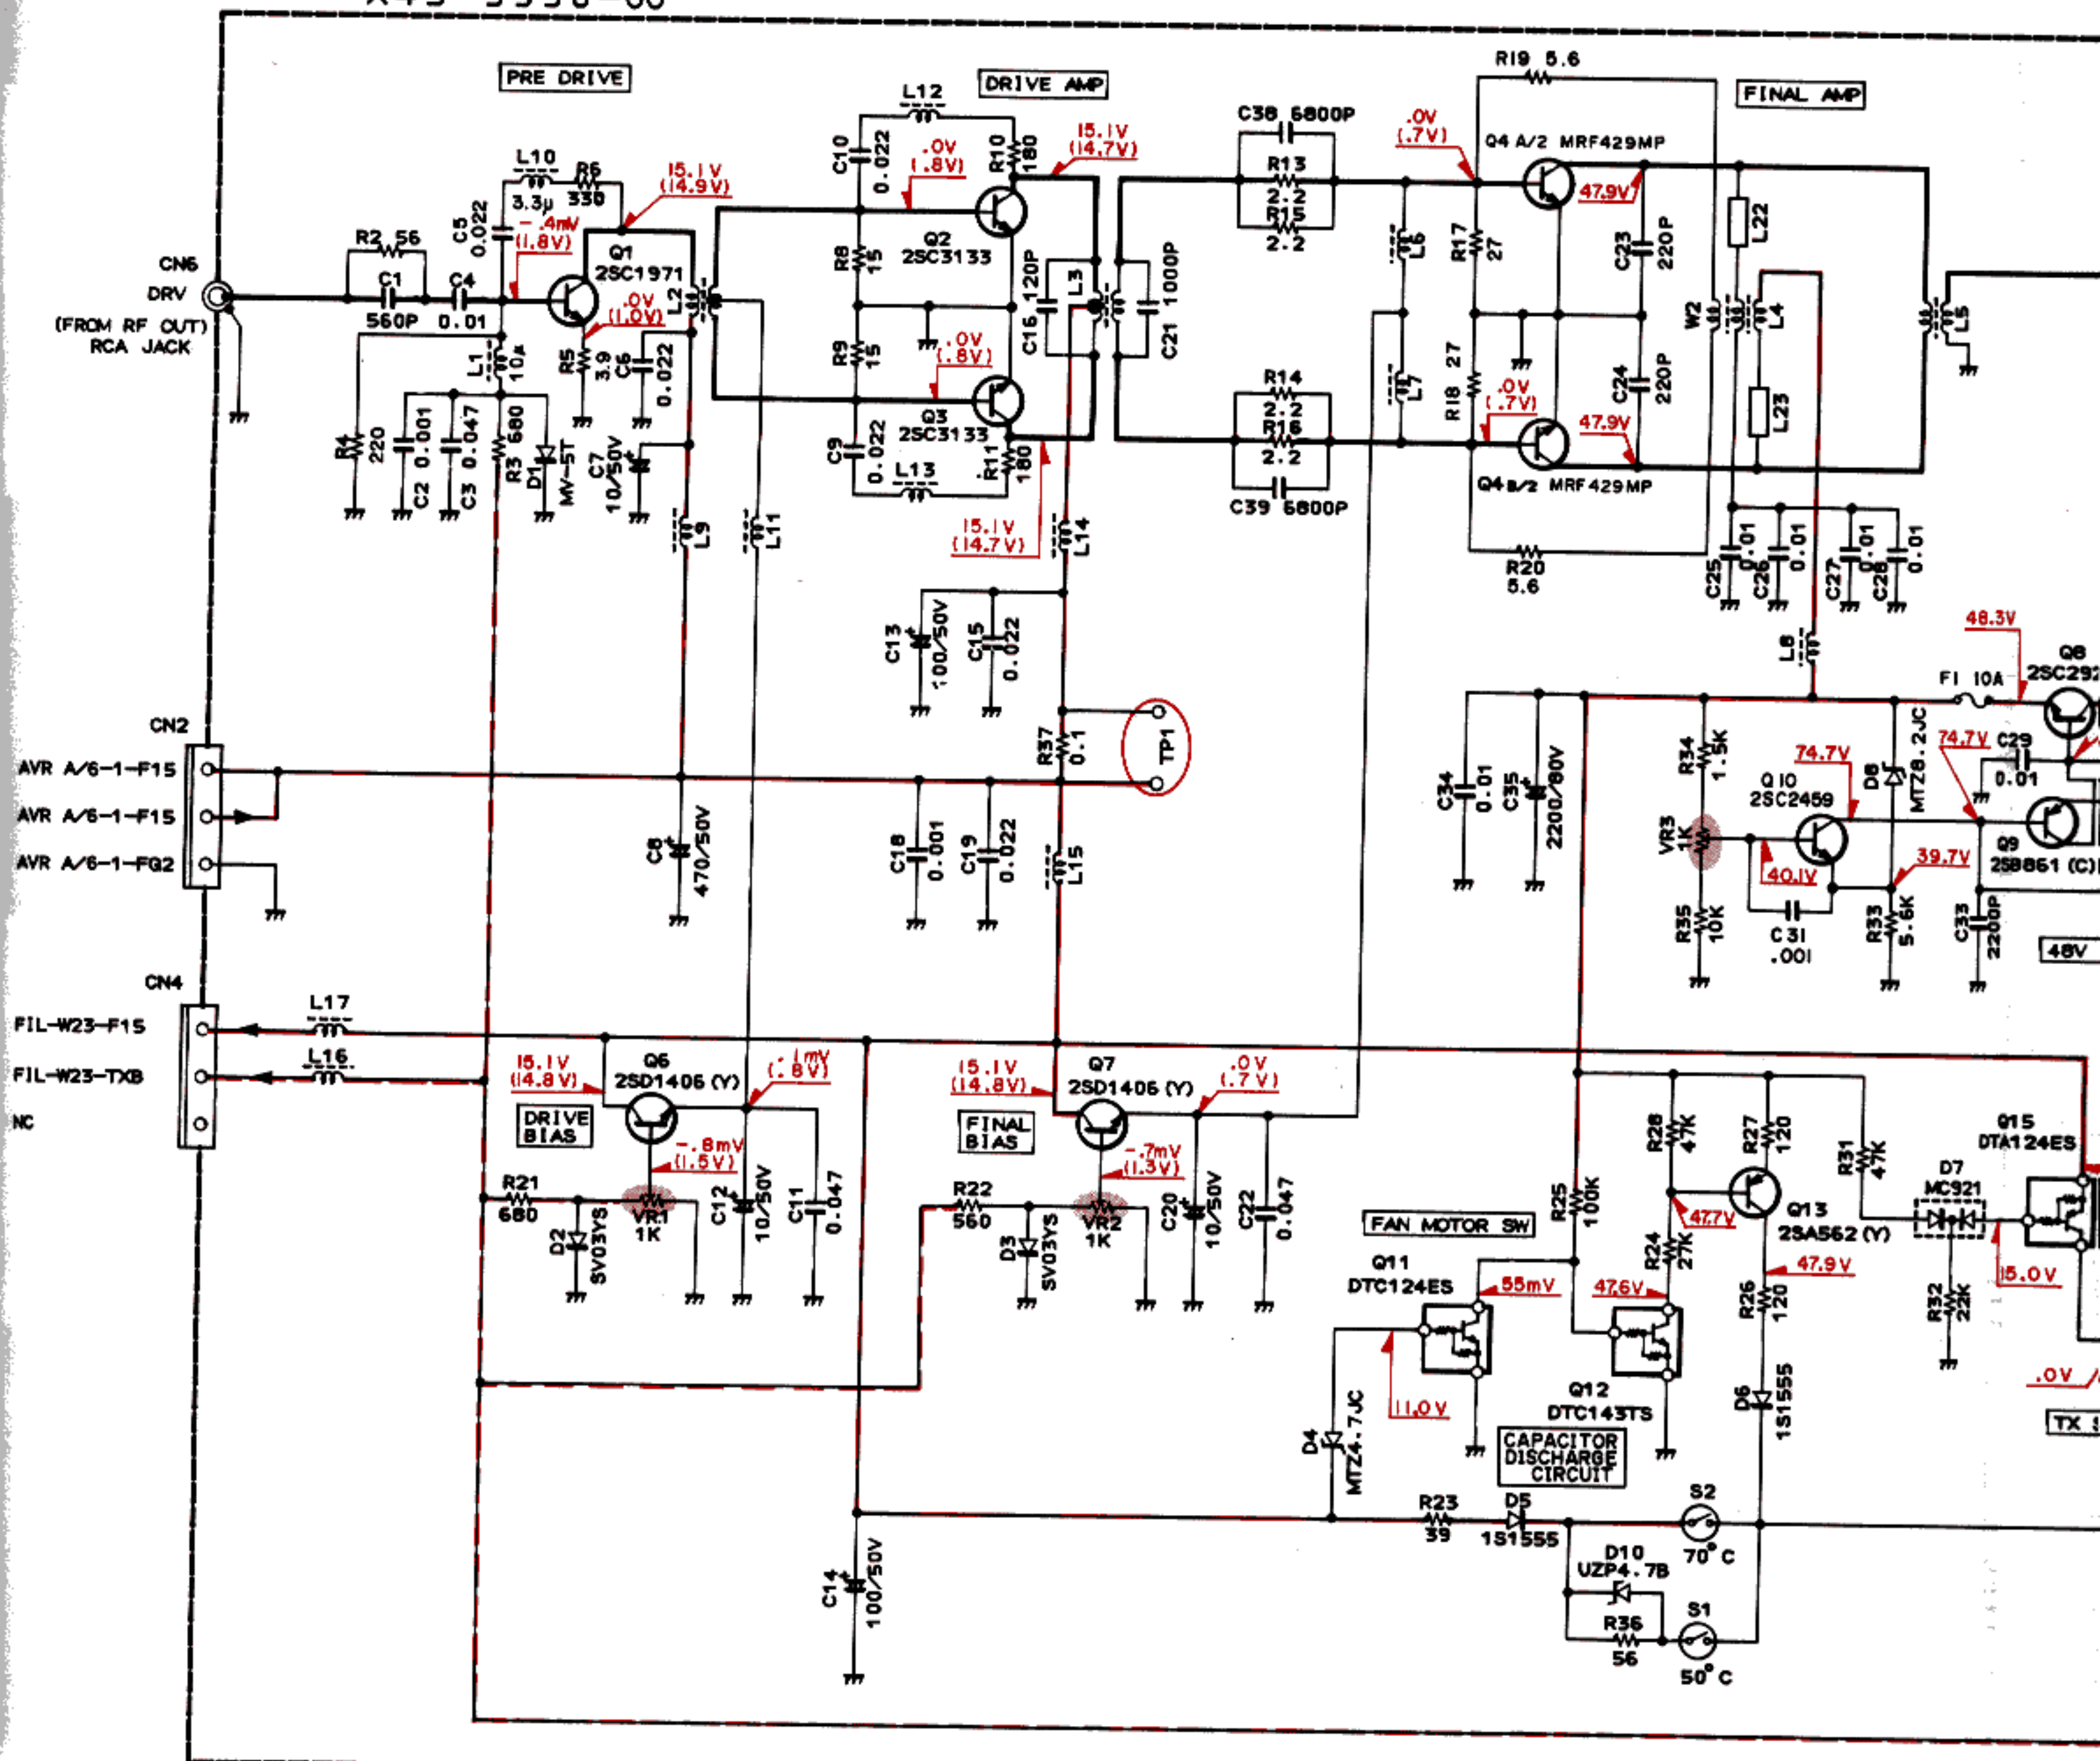 PRE DRIVE
DRIVE AMP
FINAL AMP
R19 5.6
L12
C38 6800P
.0V
(.7V)
Q4 A/2 MRF429MP
C10
0.022
R10
180
15.1V
(14.7V)
.0V
(.8V)
L10
3.3μ
R6
330
15.1V
(14.9V)
R13
2.2
R15
2.2
47.9V
C5
0.022
-.4mV
(1.8V)
R2 56
Q1
2SC1971
Q2
2SC3133
R8
15
L6
R17
27
C23
220P
L22
CN6
DRV
(FROM RF OUT)
RCA JACK
C1
560P
C4
0.01
L2
.0V
(1.0V)
C16 120P
L3
C21 1000P
W2
L4
L5
L1
10μ
R5
3.9
C6
0.022
R9
15
.0V
(.8V)
R14
2.2
R16
2.2
L7
R18 27
.0V
(.7V)
C24
220P
L23
47.9V
R4
220
C2 0.001
C3 0.047
R3 680
D1
MV-5T
C7
10/50V
Q3
2SC3133
C9
0.022
L13
R11
180
C39 6800P
Q4 B/2 MRF429MP
15.1V
(14.7V)
L9
L11
L14
R20
5.6
C25
0.01
C26
0.01
C27
0.01
C28
0.01
C13
100/50V
C15
0.022
L8
48.3V
Q8
2SC292
F1 10A
CN2
AVR A/6-1-F15
AVR A/6-1-F15
AVR A/6-1-FG2
R37
0.1
TP1
C34
0.01
C35
2200/80V
R34
1.5K
74.7V
Q10
2SC2459
D8
MTZ8.2JC
74.7V
C29
0.01
VR3
1K
40.1V
39.7V
Q9
2SB861 (C)
C8
470/50V
C18
0.001
C19
0.022
L15
R35
10K
C31
.001
R33
5.6K
C33
2200P
48V
CN4
FIL-W23-F15
FIL-W23-TXB
NC
L17
L16
15.1V
(14.8V)
Q6
2SD1406 (Y)
.1mV
(.8V)
15.1V
(14.8V)
Q7
2SD1406 (Y)
.0V
(.7V)
DRIVE
BIAS
FINAL
BIAS
-.8mV
(1.5V)
-.7mV
(1.3V)
R21
680
D2
SV03YS
VR1
1K
C12
10/50V
C11
0.047
R22
560
D3
SV03YS
VR2
1K
C20
10/50V
C22
0.047
R28
47K
R27
120
R31
47K
Q15
DTA124ES
D7
MC921
R25
100K
47.7V
Q13
2SA562 (Y)
FAN MOTOR SW
Q11
DTC124ES
55mV
47.6V
R24
27K
47.9V
R26
120
R32
22K
15.0V
11.0V
Q12
DTC143TS
D6
1S1555
.0V
TX
CAPACITOR
DISCHARGE
CIRCUIT
D4
MTZ4.7JC
R23
39
D5
1S1555
S2
70°C
D10
UZP4.7B
C14
100/50V
R36
56
S1
50°C